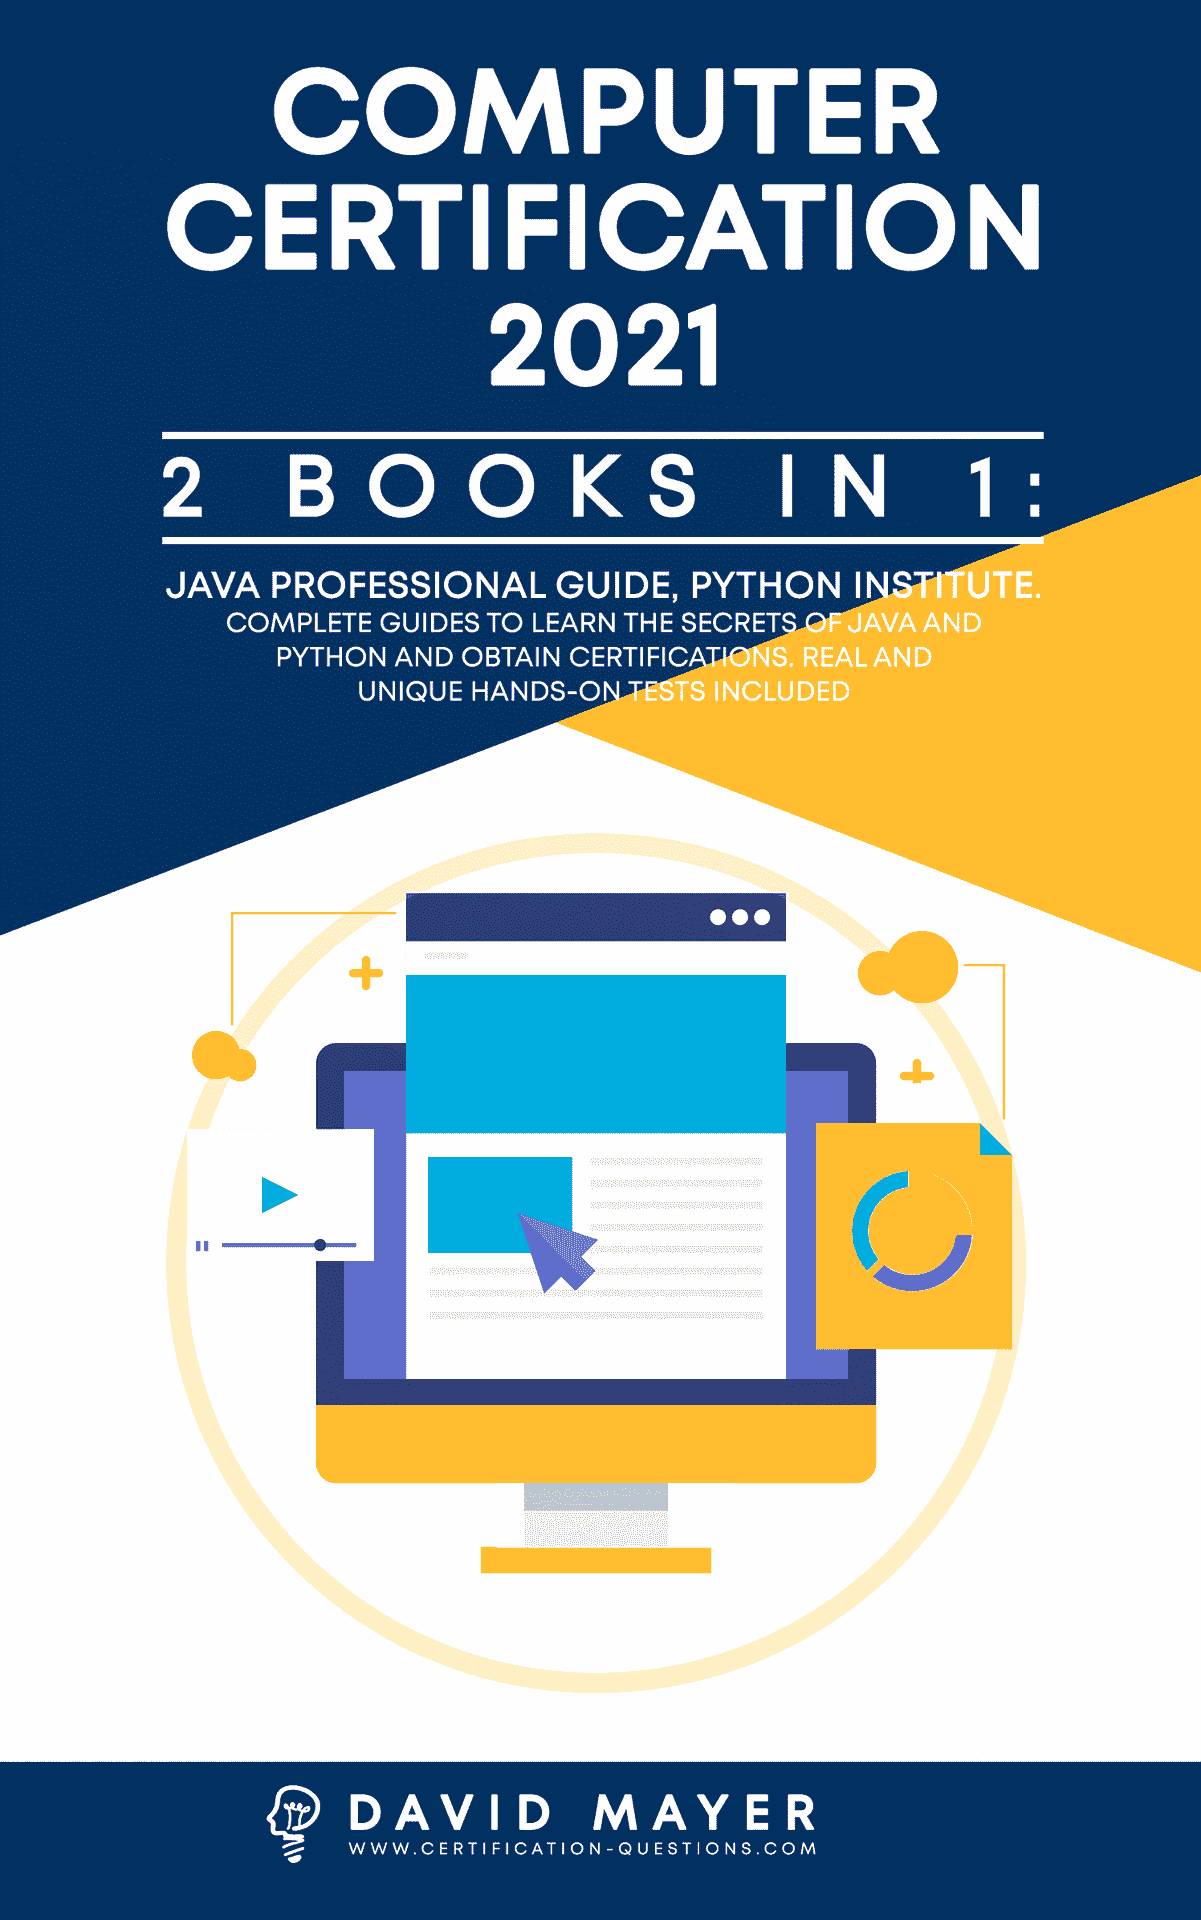 COMPUTER
CERTIFICATION
2021
2 BOOKS IN 1:
JAVA PROFESSIONAL GUIDE, PYTHON INSTITUTE.
COMPLETE GUIDES TO LEARN THE SECRETS OF JAVA AND
PYTHON AND OBTAIN CERTIFICATIONS. REAL AND
UNIQUE HANDS-ON TESTS INCLUDED
DAVID MAYER
WWW.CERTIFICATION-QUESTIONS.COM